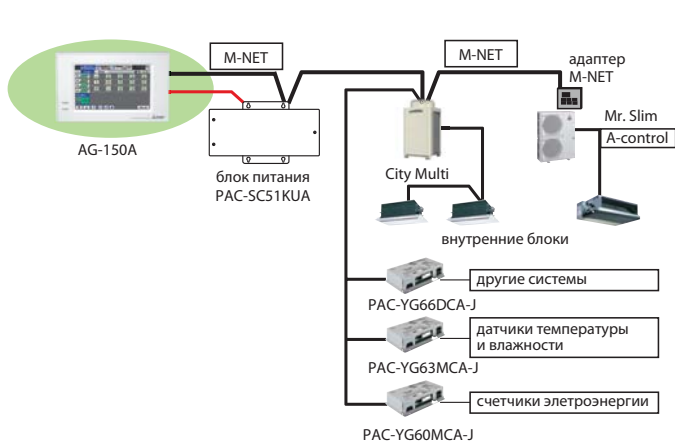 M-NET
M-NET
адаптер
M-NET
AG-150A
блок питания
PAC-SC51KUA
City Multi
Mr. Slim
A-control
внутренние блоки
другие системы
PAC-YG66DCA-J
датчики температуры
и влажности
PAC-YG63MCA-J
счетчики элетроэнергии
PAC-YG60MCA-J